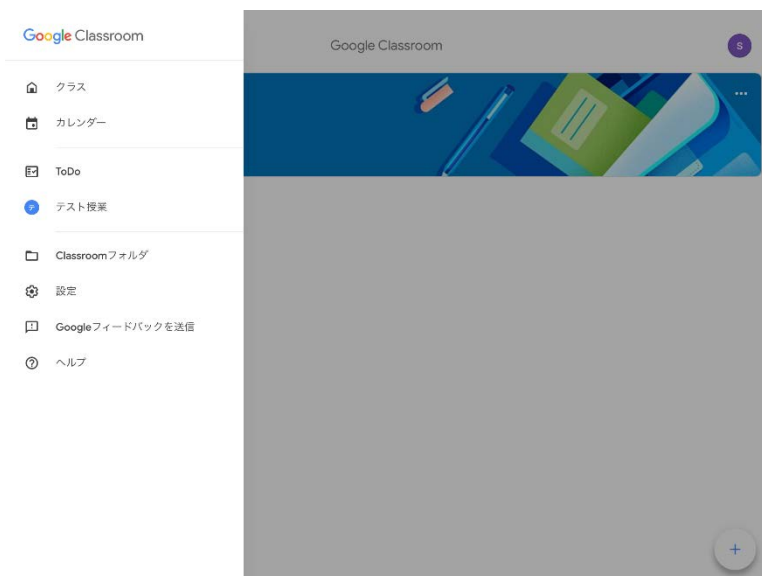 Google Classroom
Google Classroom
S
クラス
カレンダー
ToDo
テ テスト授業
Classroomフォルダ
設定
Googleフィードバックを送信
ヘルプ